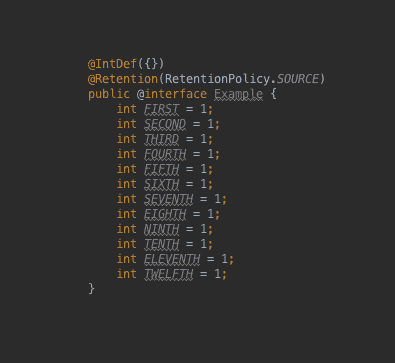 @IntDef({})
@Retention(RetentionPolicy.SOURCE)
public @interface Example {
    int FIRST = 1;
    int SECOND = 1;
    int THIRD = 1;
    int FOURTH = 1;
    int FIFTH = 1;
    int SIXTH = 1;
    int SEVENTH = 1;
    int EIGHTH = 1;
    int NINTH = 1;
    int TENTH = 1;
    int ELEVENTH = 1;
    int TWELFTH = 1;
}